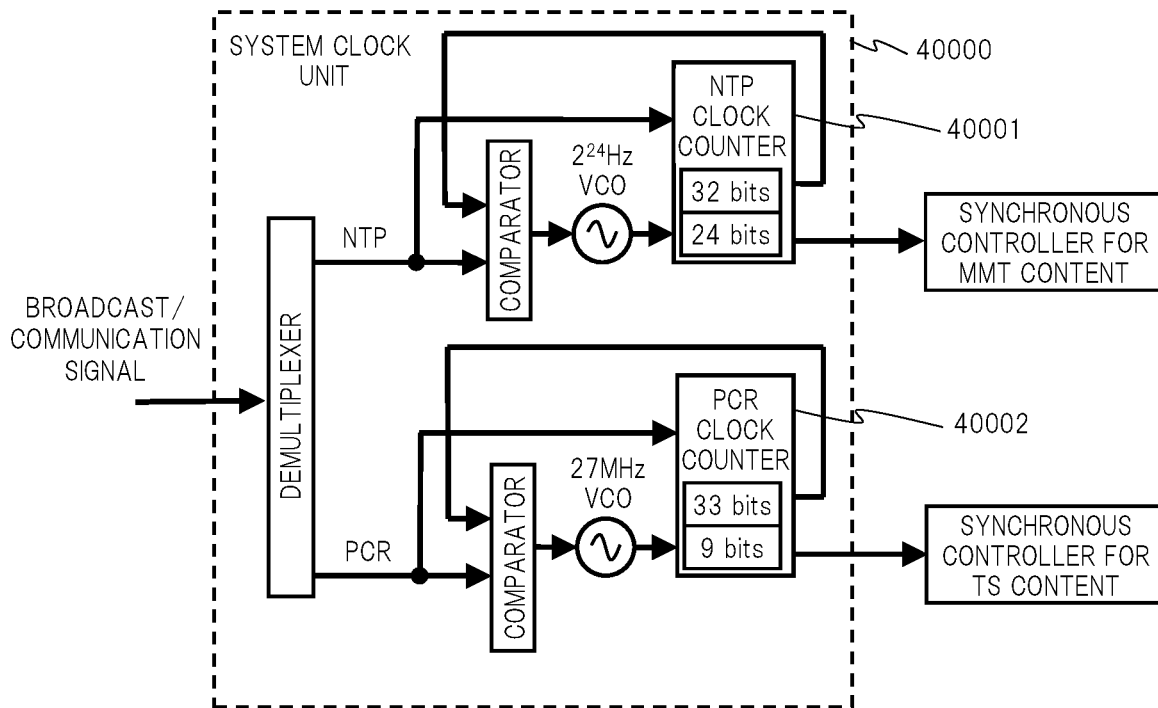 SYSTEM CLOCK
UNIT
40000
NTP
CLOCK
COUNTER
32 bits
24 bits
40001
2²⁴Hz
VCO
COMPARATOR
NTP
SYNCHRONOUS
CONTROLLER FOR
MMT CONTENT
BROADCAST/
COMMUNICATION
SIGNAL
DEMULTIPLEXER
PCR
CLOCK
COUNTER
33 bits
9 bits
40002
27MHz
VCO
COMPARATOR
PCR
SYNCHRONOUS
CONTROLLER FOR
TS CONTENT